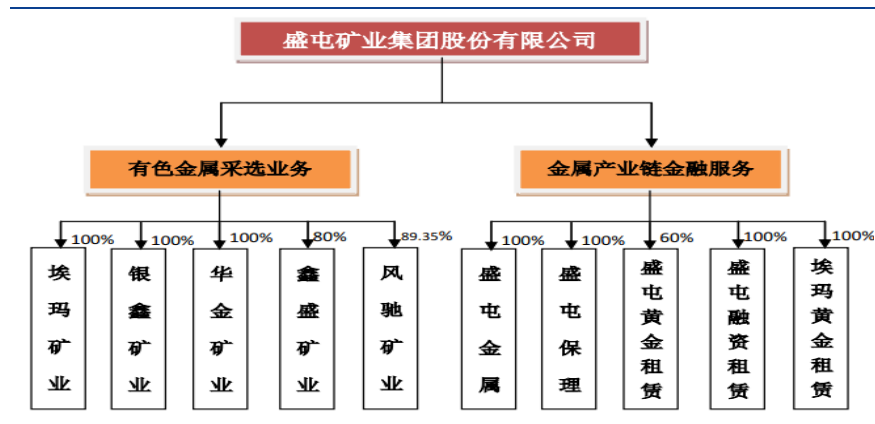 盛屯矿业集团股份有限公司
有色金属采选业务
金属产业链金融服务
100%
100%
100%
80%
89.35%
100%
100%
60%
100%
100%
埃玛矿业
银鑫矿业
华金矿业
鑫盛矿业
风驰矿业
盛屯金属
盛屯保理
盛屯黄金租赁
盛屯融资租赁
埃玛黄金租赁